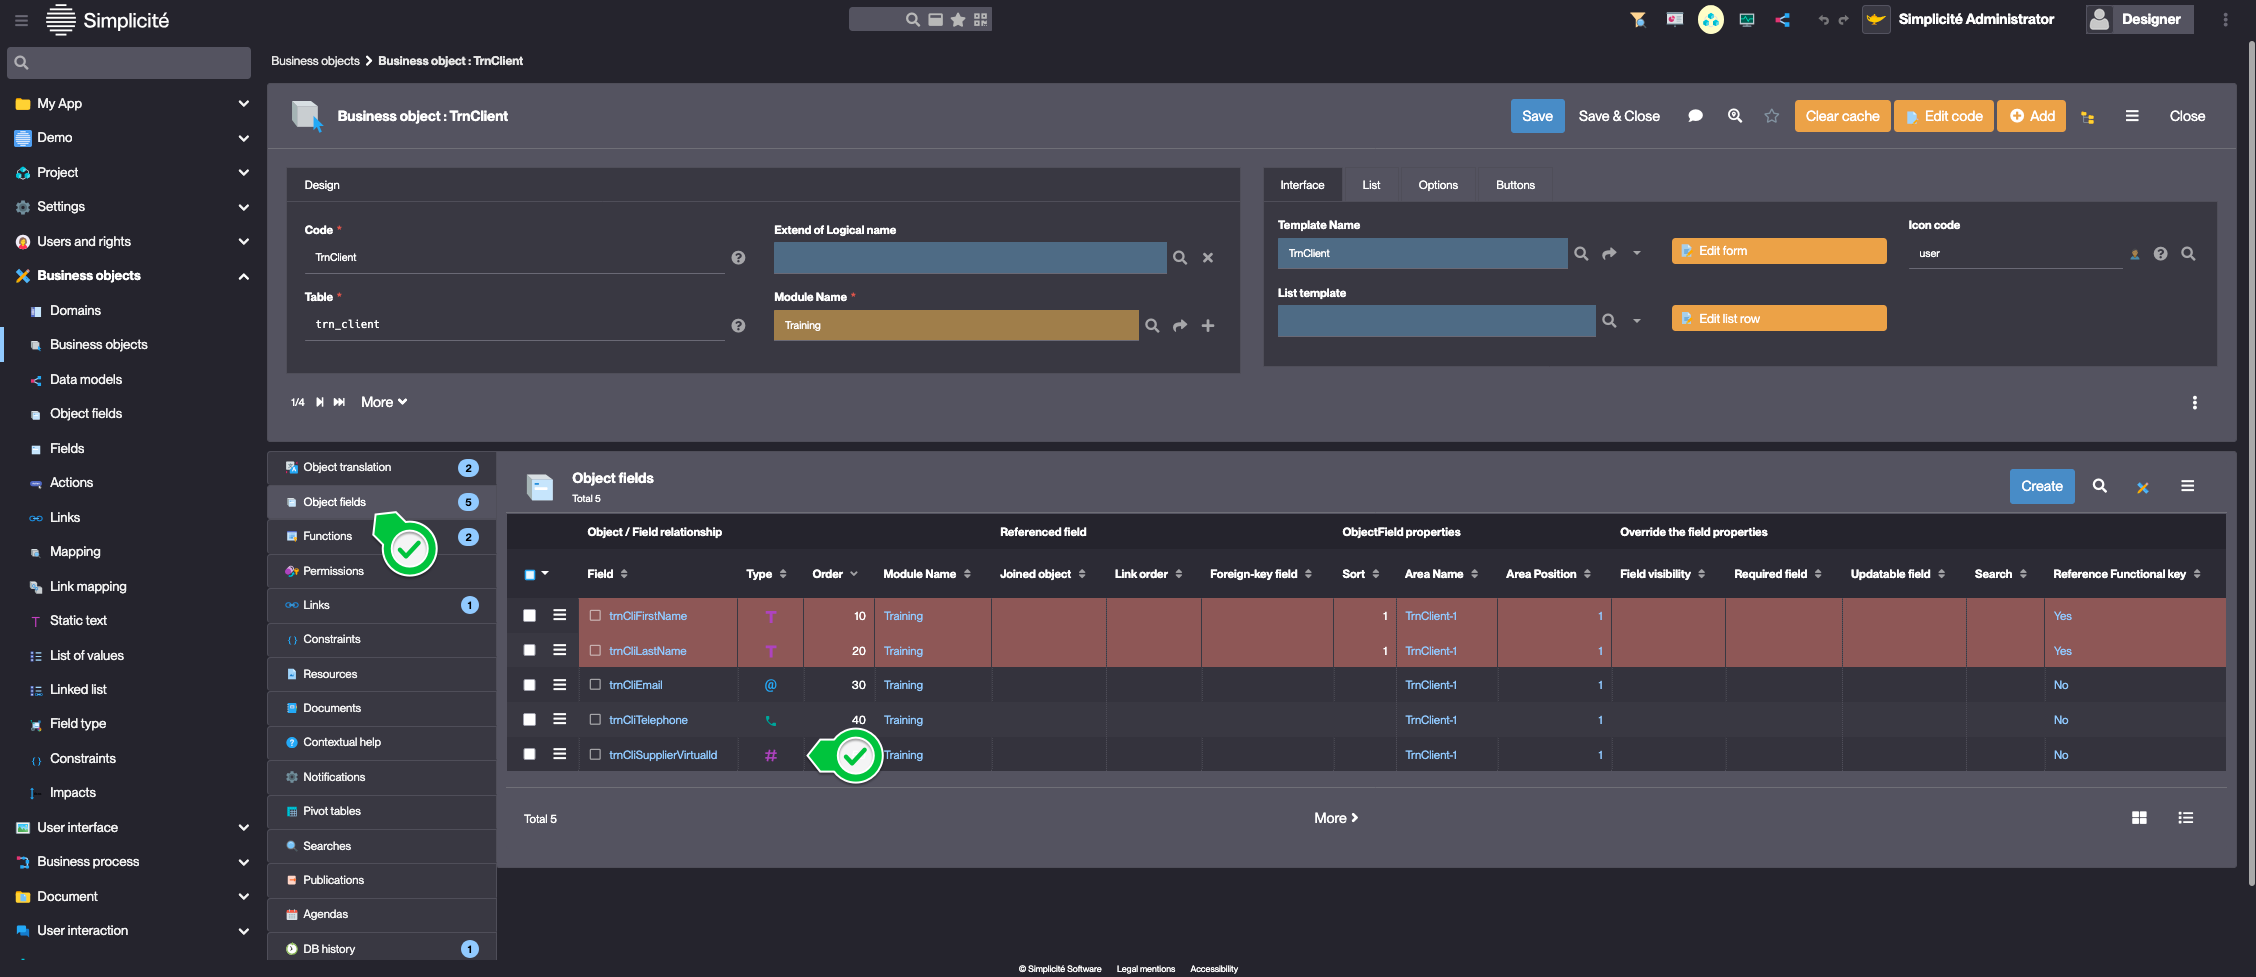 Simplicité
Simplicité Administrator
Designer
Business objects
Business object : TrnClient
My App
Demo
Project
Settings
Users and rights
Business objects
Domains
Business objects
Data models
Object fields
Fields
Actions
Links
Mapping
Link mapping
Static text
List of values
Linked list
Field type
Constraints
Impacts
User interface
Business process
Document
User interaction
Business object : TrnClient
Save
Save & Close
Clear cache
Edit code
Add
Close
Design
Code *
TrnClient
Extend of Logical name
Table *
trn_client
Module Name *
Training
Interface
List
Options
Buttons
Template Name
TrnClient
Edit form
Icon code
user
List template
Edit list row
1/4
More
Object translation 2
Object fields 5
Functions 2
Permissions
Links 1
Constraints
Resources
Documents
Contextual help
Notifications
Pivot tables
Searches
Publications
Agendas
DB history 1
Object fields
Total 5
Create
Object / Field relationship Referenced field ObjectField properties Override the field properties
Field Type Order Module Name Joined object Link order Foreign-key field Sort Area Name Area Position Field visibility Required field Updatable field Search Reference Functional key
trnCliFirstName 10 Training 1 TrnClient-1 1 Yes
trnCliLastName 20 Training 1 TrnClient-1 1 Yes
trnCliEmail @ 30 Training TrnClient-1 1 No
trnCliTelephone 40 Training TrnClient-1 1 No
trnCliSupplierVirtualId # Training TrnClient-1 1 No
Total 5
More
© Simplicité Software Legal mentions Accessibility